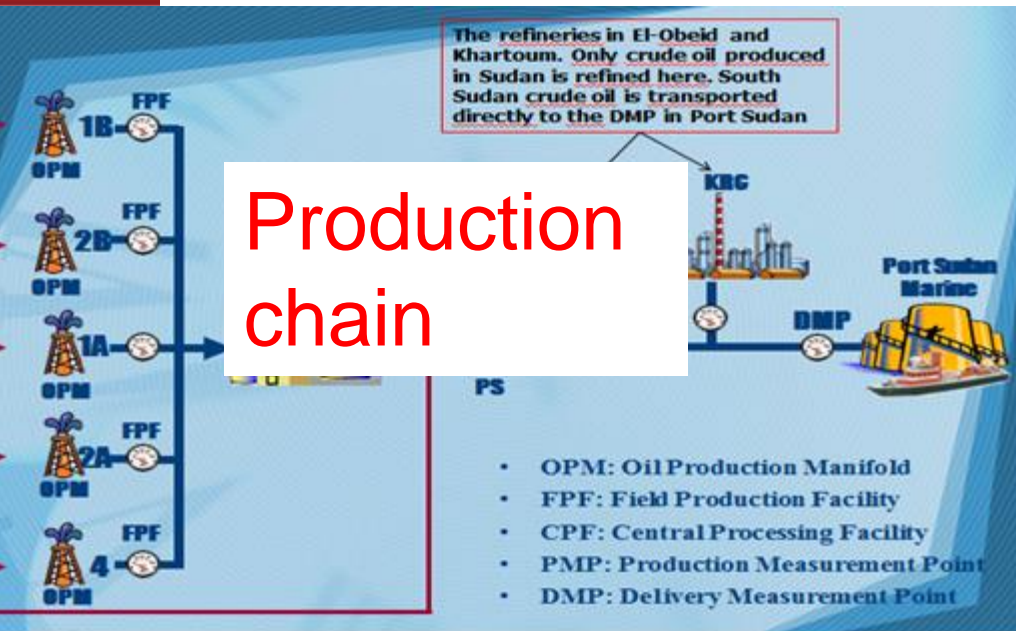 The refineries in El-Obeid and
Khartoum. Only crude oil produced
in Sudan is refined here. South
Sudan crude oil is transported
directly to the DMP in Port Sudan
FPF
1B
OPM
FPF
2B
OPM
1A
OPM
FPF
2A
OPM
FPF
4
OPM
Production
chain
KRC
Port Sudan
Marine
DMP
PS
• OPM: Oil Production Manifold
• FPF: Field Production Facility
• CPF: Central Processing Facility
• PMP: Production Measurement Point
• DMP: Delivery Measurement Point